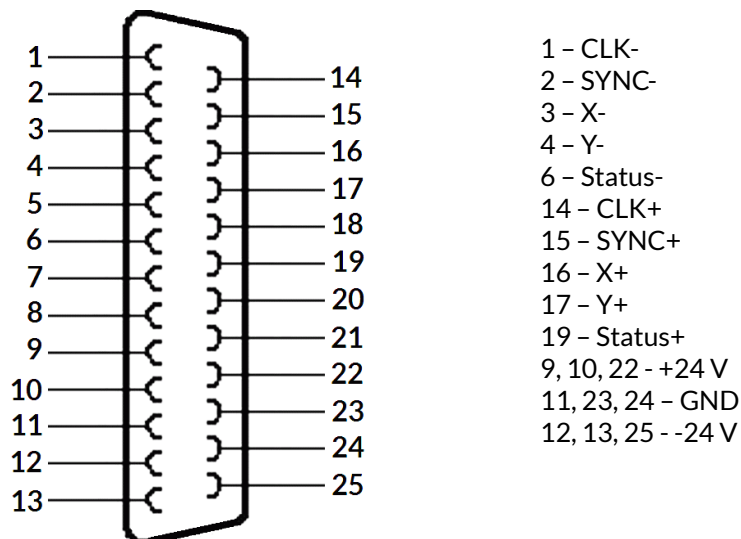 1
2
3
4
5
6
7
8
9
10
11
12
13
14
15
16
17
18
19
20
21
22
23
24
25
1 – CLK-
2 – SYNC-
3 – X-
4 – Y-
6 – Status-
14 – CLK+
15 – SYNC+
16 – X+
17 – Y+
19 – Status+
9, 10, 22 - +24 V
11, 23, 24 – GND
12, 13, 25 - -24 V